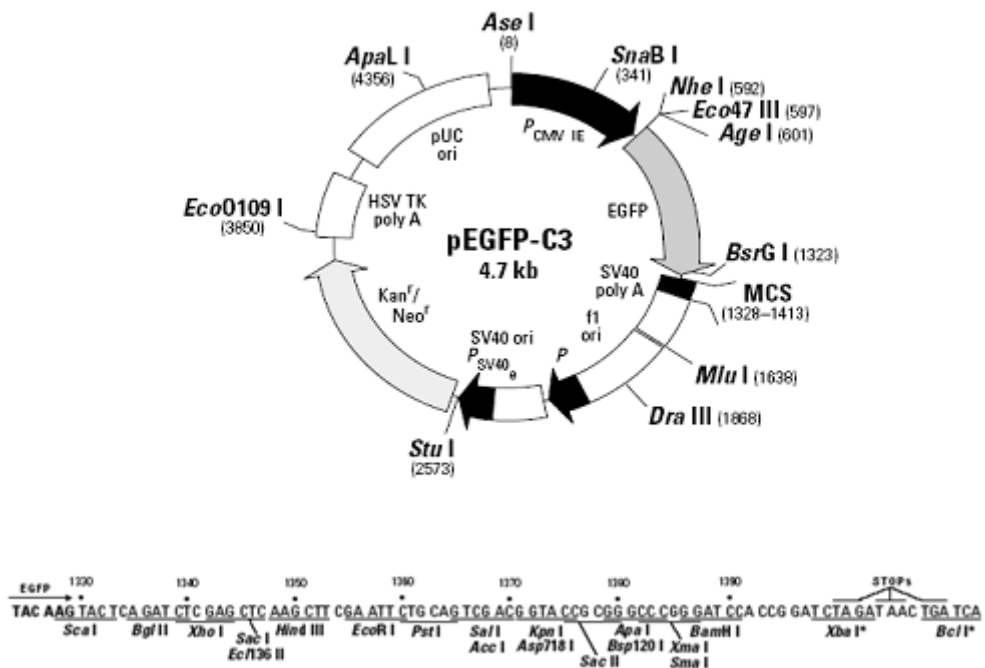 Ase I
(8)
ApaL I
(4356)
SnaB I
(341)
Nhe I (592)
Eco47 III (597)
Age I (601)
PCMV IE
pUC
ori
HSV TK
poly A
EcoO109 I
(3850)
EGFP
pEGFP-C3
4.7 kb
BsrG I (1323)
SV40
poly A
MCS
(1328–1413)
f1
ori
Kanr/
Neor
SV40 ori
PSV40e
P
Mlu I (1638)
Dra III (1868)
Stu I
(2573)
1330 1340 1350 1360 1370 1380 1390
EGFP STOPs
TAC AAG TAC TCA GAT CTC GAG CTC AAG CTT CGA ATT CTG CAG TCG ACG GTA CCG CGG GCC CGG GAT CCA CCG GAT CTA GAT AAC TGA TCA
Sca I Bgl II Xho I Hind III EcoR I Pst I Sal I Kpn I Apa I BamH I Xba I* Bcl I*
Sac I Acc I Asp718 I Bsp120 I Xma I
Ecl136 II Sac II Sma I